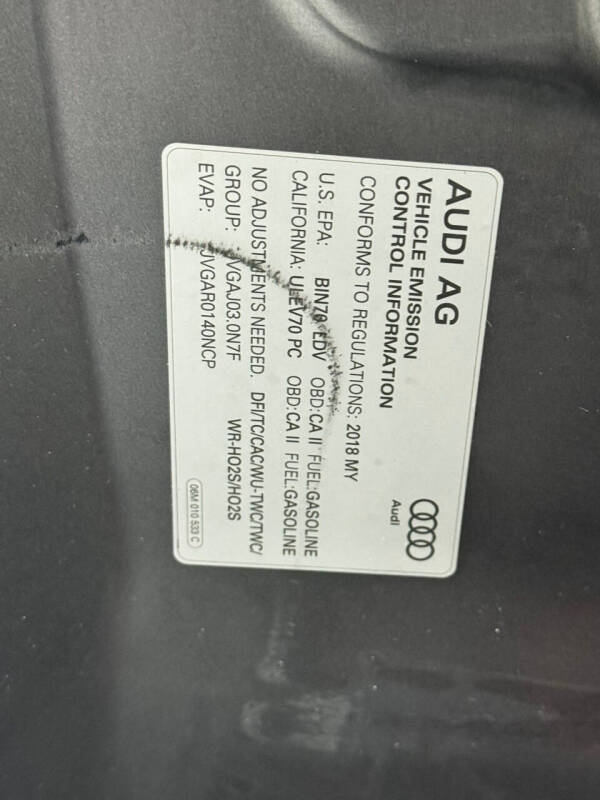 AUDI AG
VEHICLE EMISSION
CONTROL INFORMATION
Audi
CONFORMS TO REGULATIONS: 2018 MY
U.S. EPA: BIN70 LDV OBD:CA II FUEL:GASOLINE
CALIFORNIA: ULEV70 PC OBD:CA II FUEL:GASOLINE
NO ADJUSTMENTS NEEDED. DFI/TC/CAC/WU-TWC/TWC/
GROUP: JVGAJ03.0N7F WR-HO2S/HO2S
EVAP: JVGAR0140NCP
06M 010 533 C